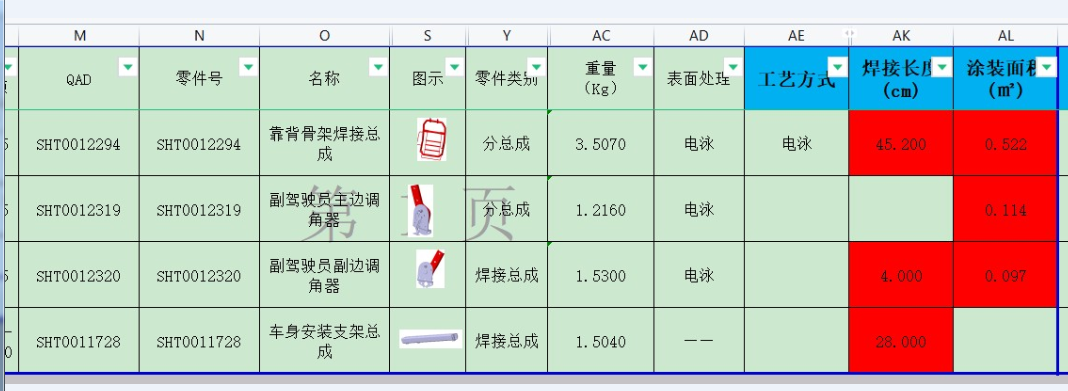 M N O S Y AC AD AE AK AL
QAD 零件号 名称 图示 零件类别 重量 表面处理 工艺方式 焊接长度 涂装面积
(Kg) (cm) (㎡)
SHT0012294 SHT0012294 靠背骨架焊接总 分总成 3.5070 电泳 电泳 45.200 0.522
成
SHT0012319 SHT0012319 副驾驶员主边调 分总成 1.2160 电泳 0.114
角器
第 1 页
SHT0012320 SHT0012320 副驾驶员副边调 焊接总成 1.5300 电泳 4.000 0.097
角器
SHT0011728 SHT0011728 车身安装支架总 焊接总成 1.5040 —— 28.000
成